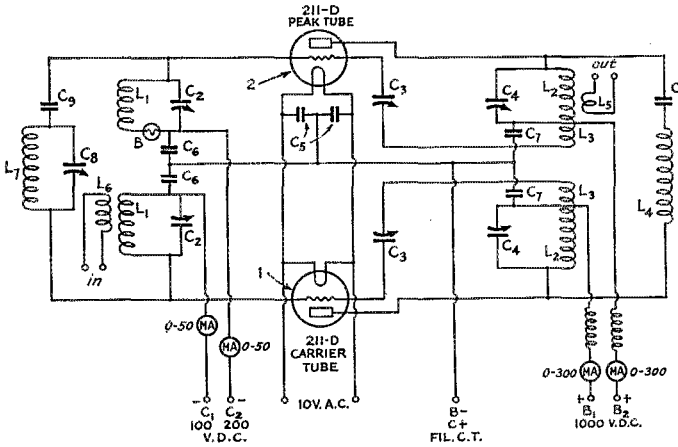 211-D
PEAK TUBE
2
C9
L1
C2
C3
C4
L2
out
L5
C
B
C5
L3
C6
C7
L7
C8
L6
C6
L1
C2
in
C3
C7
L3
C4
L2
L4
1
0-50
MA
MA
0-50
211-D
CARRIER
TUBE
0-300
MA
MA
0-300
- C1 C2 -
100 200
V.D.C.
10V. A.C.
B-
C+
FIL. C.T.
+ +
B1 B2
1000 V.D.C.